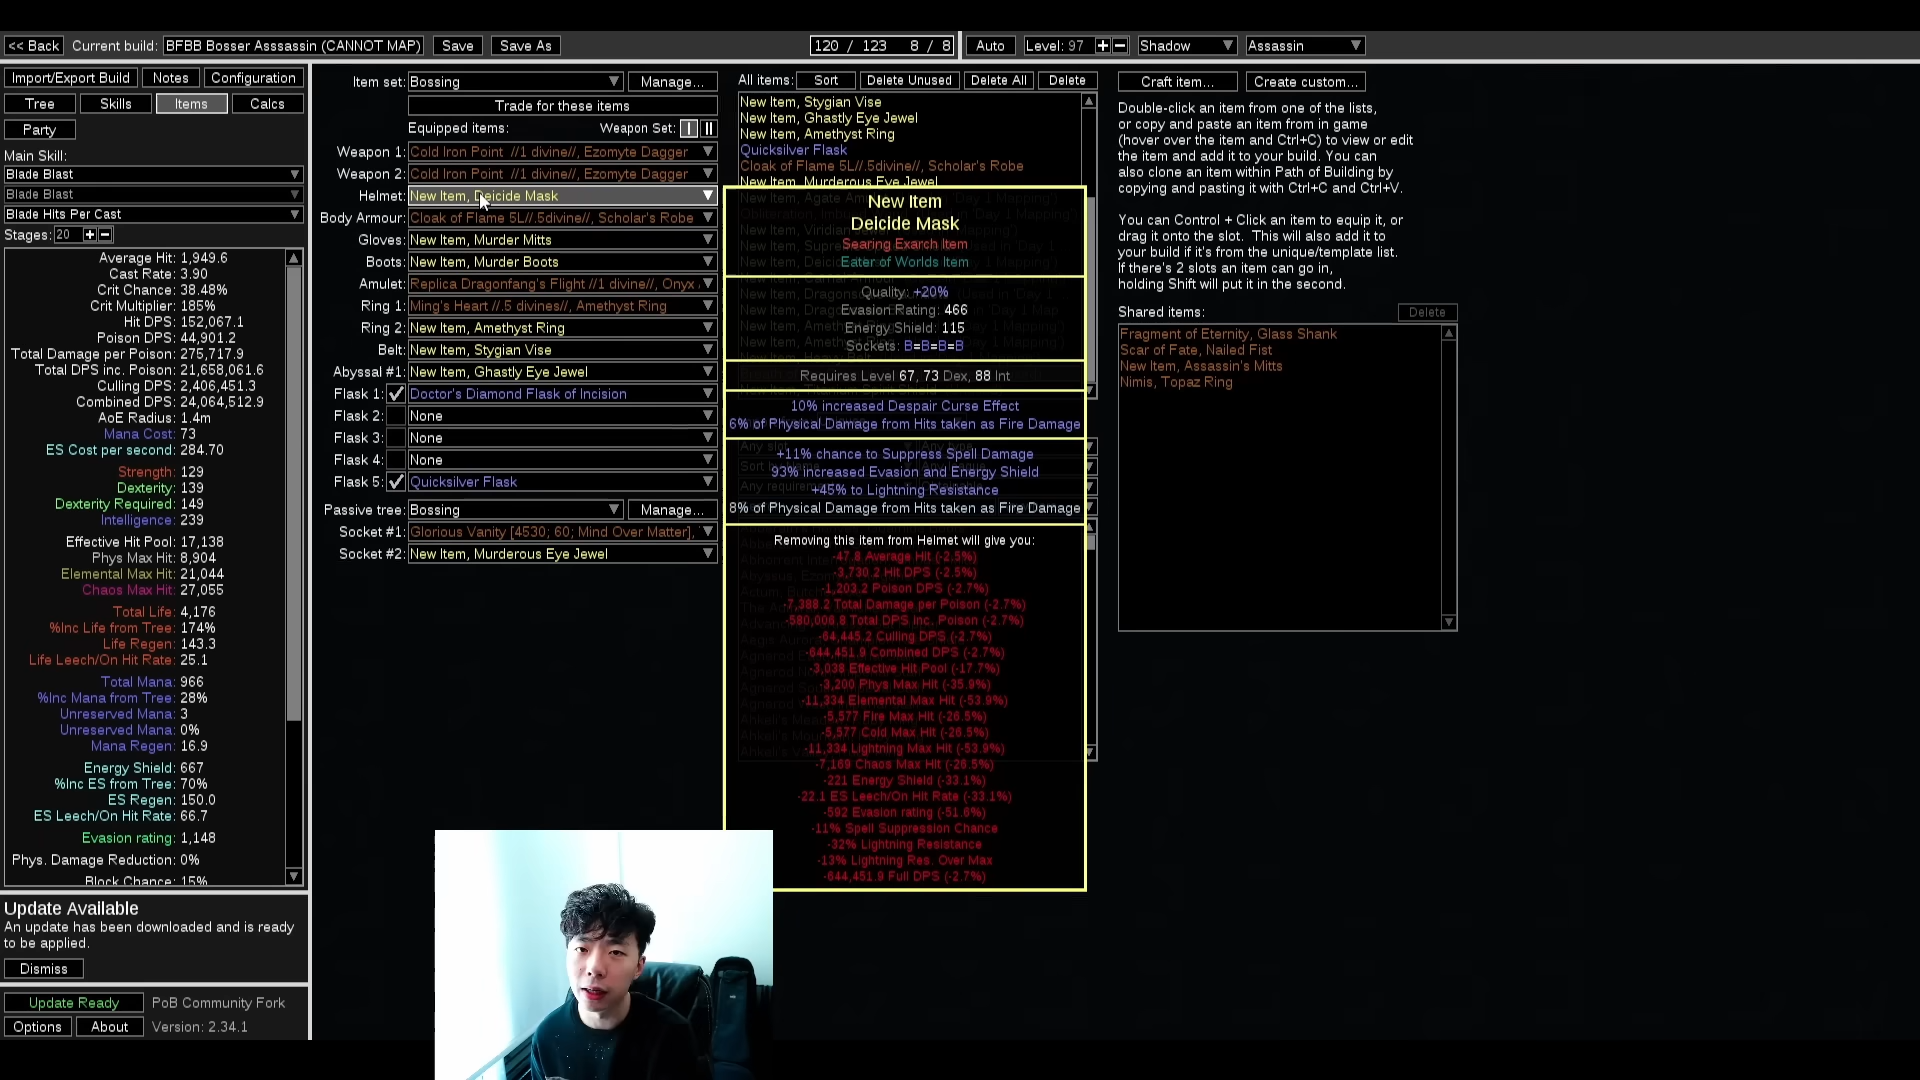 << Back
Current build: BFBB Bosser Asssassin (CANNOT MAP)
Save
Save As
120 / 123 8 / 8
Auto
Level: 97
Shadow
Assassin
Import/Export Build
Notes
Configuration
Tree
Skills
Items
Calcs
Party
Main Skill:
Blade Blast
Blade Blast
Blade Hits Per Cast
Stages: 20
Average Hit: 1,949.6
Cast Rate: 3.90
Crit Chance: 38.48%
Crit Multiplier: 185%
Hit DPS: 152,067.1
Poison DPS: 44,901.2
Total Damage per Poison: 275,717.9
Total DPS inc. Poison: 21,658,061.6
Culling DPS: 2,406,451.3
Combined DPS: 24,064,512.9
AoE Radius: 1.4m
Mana Cost: 73
ES Cost per second: 284.70
Strength: 129
Dexterity: 139
Dexterity Required: 149
Intelligence: 239
Effective Hit Pool: 17,138
Phys Max Hit: 8,904
Elemental Max Hit: 21,044
Chaos Max Hit: 27,055
Total Life: 4,176
%Inc Life from Tree: 174%
Life Regen: 143.3
Life Leech/On Hit Rate: 25.1
Total Mana: 966
%Inc Mana from Tree: 28%
Unreserved Mana: 3
Unreserved Mana: 0%
Mana Regen: 16.9
Energy Shield: 667
%Inc ES from Tree: 70%
ES Regen: 150.0
ES Leech/On Hit Rate: 66.7
Evasion rating: 1,148
Phys. Damage Reduction: 0%
Block Chance: 15%
Update Available
An update has been downloaded and is ready
to be applied.
Dismiss
Update Ready
PoB Community Fork
Options
About
Version: 2.34.1
Item set: Bossing
Manage...
Trade for these items
Equipped items:
Weapon Set: I II
Weapon 1: Cold Iron Point //1 divine//, Ezomyte Dagger
Weapon 2: Cold Iron Point //1 divine//, Ezomyte Dagger
Helmet: New Item, Deicide Mask
Body Armour: Cloak of Flame 5L//.5divine//, Scholar's Robe
Gloves: New Item, Murder Mitts
Boots: New Item, Murder Boots
Amulet: Replica Dragonfang's Flight //1 divine//, Onyx
Ring 1: Ming's Heart //.5 divines//, Amethyst Ring
Ring 2: New Item, Amethyst Ring
Belt: New Item, Stygian Vise
Abyssal #1: New Item, Ghastly Eye Jewel
Flask 1: Doctor's Diamond Flask of Incision
Flask 2: None
Flask 3: None
Flask 4: None
Flask 5: Quicksilver Flask
Passive tree: Bossing
Manage...
Socket #1: Glorious Vanity [4530; 60; Mind Over Matter],
Socket #2: New Item, Murderous Eye Jewel
All items:
Sort
Delete Unused
Delete All
Delete
New Item, Stygian Vise
New Item, Ghastly Eye Jewel
New Item, Amethyst Ring
Quicksilver Flask
Cloak of Flame 5L//.5divine//, Scholar's Robe
New Item, Murderous Eye Jewel
New Item
Deicide Mask
Searing Exarch Item
Eater of Worlds Item
Quality: +20%
Evasion Rating: 466
Energy Shield: 115
Sockets: B=B=B=B
Requires Level 67, 73 Dex, 88 Int
10% increased Despair Curse Effect
6% of Physical Damage from Hits taken as Fire Damage
+11% chance to Suppress Spell Damage
93% increased Evasion and Energy Shield
+45% to Lightning Resistance
8% of Physical Damage from Hits taken as Fire Damage
Removing this item from Helmet will give you:
-47.8 Average Hit (-2.5%)
-3,730.2 Hit DPS (-2.5%)
-1,203.2 Poison DPS (-2.7%)
-7,388.2 Total Damage per Poison (-2.7%)
-580,006.8 Total DPS inc. Poison (-2.7%)
-64,445.2 Culling DPS (-2.7%)
-644,451.9 Combined DPS (-2.7%)
-3,038 Effective Hit Pool (-17.7%)
-3,200 Phys Max Hit (-35.9%)
-11,334 Elemental Max Hit (-53.9%)
-5,577 Fire Max Hit (-26.5%)
-5,577 Cold Max Hit (-26.5%)
-11,334 Lightning Max Hit (-53.9%)
-7,169 Chaos Max Hit (-26.5%)
-221 Energy Shield (-33.1%)
-22.1 ES Leech/On Hit Rate (-33.1%)
-592 Evasion rating (-51.6%)
-11% Spell Suppression Chance
-32% Lightning Resistance
-13% Lightning Res. Over Max
-644,451.9 Full DPS (-2.7%)
Craft item...
Create custom...
Double-click an item from one of the lists,
or copy and paste an item from in game
(hover over the item and Ctrl+C) to view or edit
the item and add it to your build. You can
also clone an item within Path of Building by
copying and pasting it with Ctrl+C and Ctrl+V.
You can Control + Click an item to equip it, or
drag it onto the slot. This will also add it to
your build if it's from the unique/template list.
If there's 2 slots an item can go in,
holding Shift will put it in the second.
Shared items:
Delete
Fragment of Eternity, Glass Shank
Scar of Fate, Nailed Fist
New Item, Assassin's Mitts
Nimis, Topaz Ring